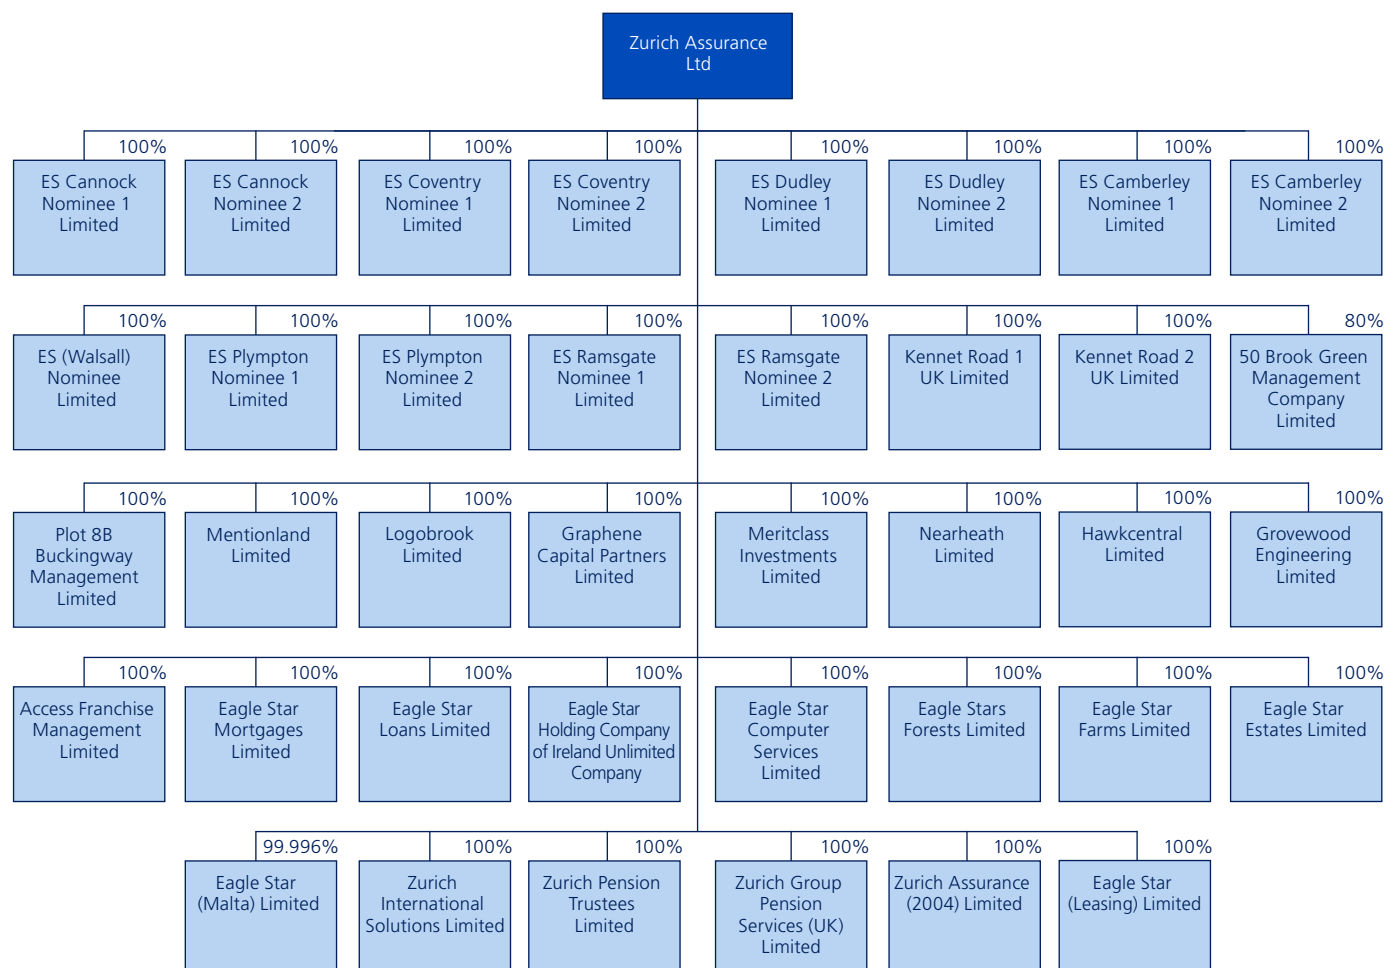 Zurich Assurance
Ltd
100%
100%
100%
100%
100%
100%
100%
100%
ES Cannock
Nominee 1
Limited
ES Cannock
Nominee 2
Limited
ES Coventry
Nominee 1
Limited
ES Coventry
Nominee 2
Limited
ES Dudley
Nominee 1
Limited
ES Dudley
Nominee 2
Limited
ES Camberley
Nominee 1
Limited
ES Camberley
Nominee 2
Limited
100%
100%
100%
100%
100%
100%
100%
80%
ES (Walsall)
Nominee
Limited
ES Plympton
Nominee 1
Limited
ES Plympton
Nominee 2
Limited
ES Ramsgate
Nominee 1
Limited
ES Ramsgate
Nominee 2
Limited
Kennet Road 1
UK Limited
Kennet Road 2
UK Limited
50 Brook Green
Management
Company
Limited
100%
100%
100%
100%
100%
100%
100%
100%
Plot 8B
Buckingway
Management
Limited
Mentionland
Limited
Logobrook
Limited
Graphene
Capital Partners
Limited
Meritclass
Investments
Limited
Nearheath
Limited
Hawkcentral
Limited
Grovewood
Engineering
Limited
100%
100%
100%
100%
100%
100%
100%
100%
Access Franchise
Management
Limited
Eagle Star
Mortgages
Limited
Eagle Star
Loans Limited
Eagle Star
Holding Company
of Ireland Unlimited
Company
Eagle Star
Computer
Services
Limited
Eagle Stars
Forests Limited
Eagle Star
Farms Limited
Eagle Star
Estates Limited
99.996%
100%
100%
100%
100%
100%
Eagle Star
(Malta) Limited
Zurich
International
Solutions Limited
Zurich Pension
Trustees
Limited
Zurich Group
Pension
Services (UK)
Limited
Zurich Assurance
(2004) Limited
Eagle Star
(Leasing) Limited